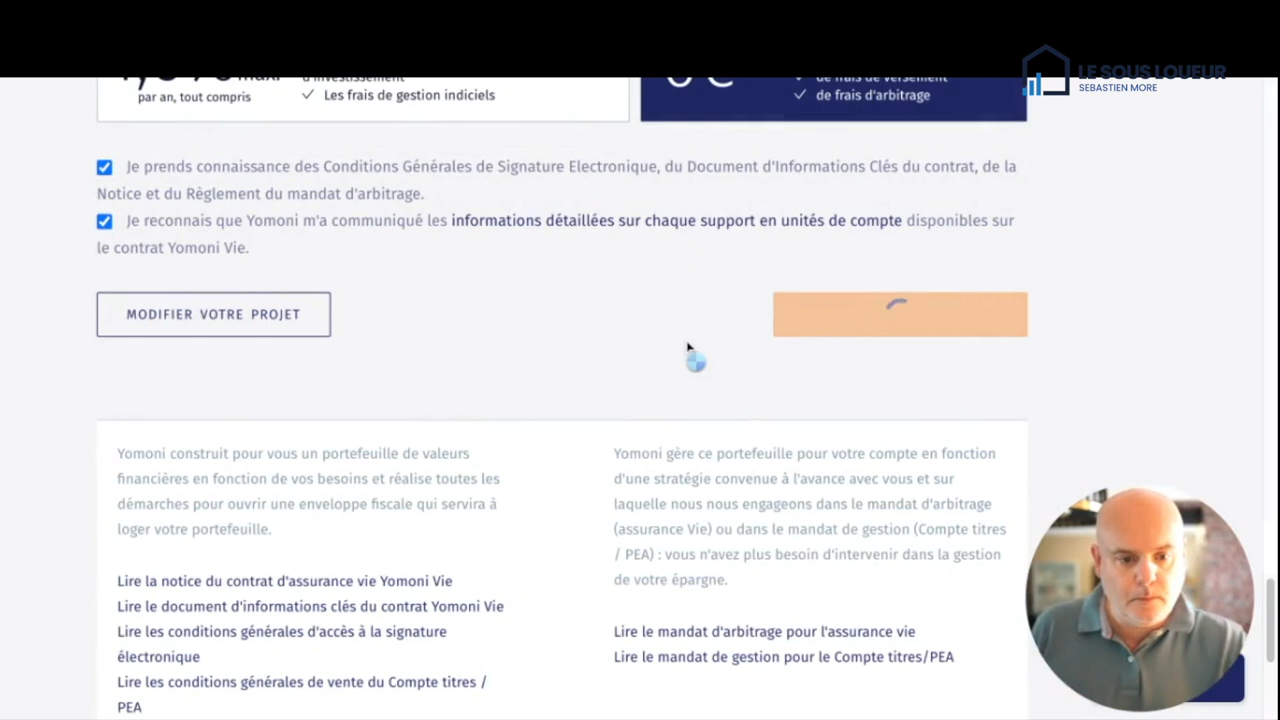 maxi.
d'investissement
par an, tout compris
Les frais de gestion indiciels
0 €
de frais de versement
de frais d'arbitrage
LE SOUS LOUEUR
SEBASTIEN MORE
Je prends connaissance des Conditions Générales de Signature Electronique, du Document d'Informations Clés du contrat, de la
Notice et du Règlement du mandat d'arbitrage.
Je reconnais que Yomoni m'a communiqué les informations détaillées sur chaque support en unités de compte disponibles sur
le contrat Yomoni Vie.
MODIFIER VOTRE PROJET
Yomoni construit pour vous un portefeuille de valeurs
financières en fonction de vos besoins et réalise toutes les
démarches pour ouvrir une enveloppe fiscale qui servira à
loger votre portefeuille.
Lire la notice du contrat d'assurance vie Yomoni Vie
Lire le document d'informations clés du contrat Yomoni Vie
Lire les conditions générales d'accès à la signature
électronique
Lire les conditions générales de vente du Compte titres /
PEA
Yomoni gère ce portefeuille pour votre compte en fonction
d'une stratégie convenue à l'avance avec vous et sur
laquelle nous nous engageons dans le mandat d'arbitrage
(assurance Vie) ou dans le mandat de gestion (Compte titres
/ PEA) : vous n'avez plus besoin d'intervenir dans la gestion
de votre épargne.
Lire le mandat d'arbitrage pour l'assurance vie
Lire le mandat de gestion pour le Compte titres/PEA